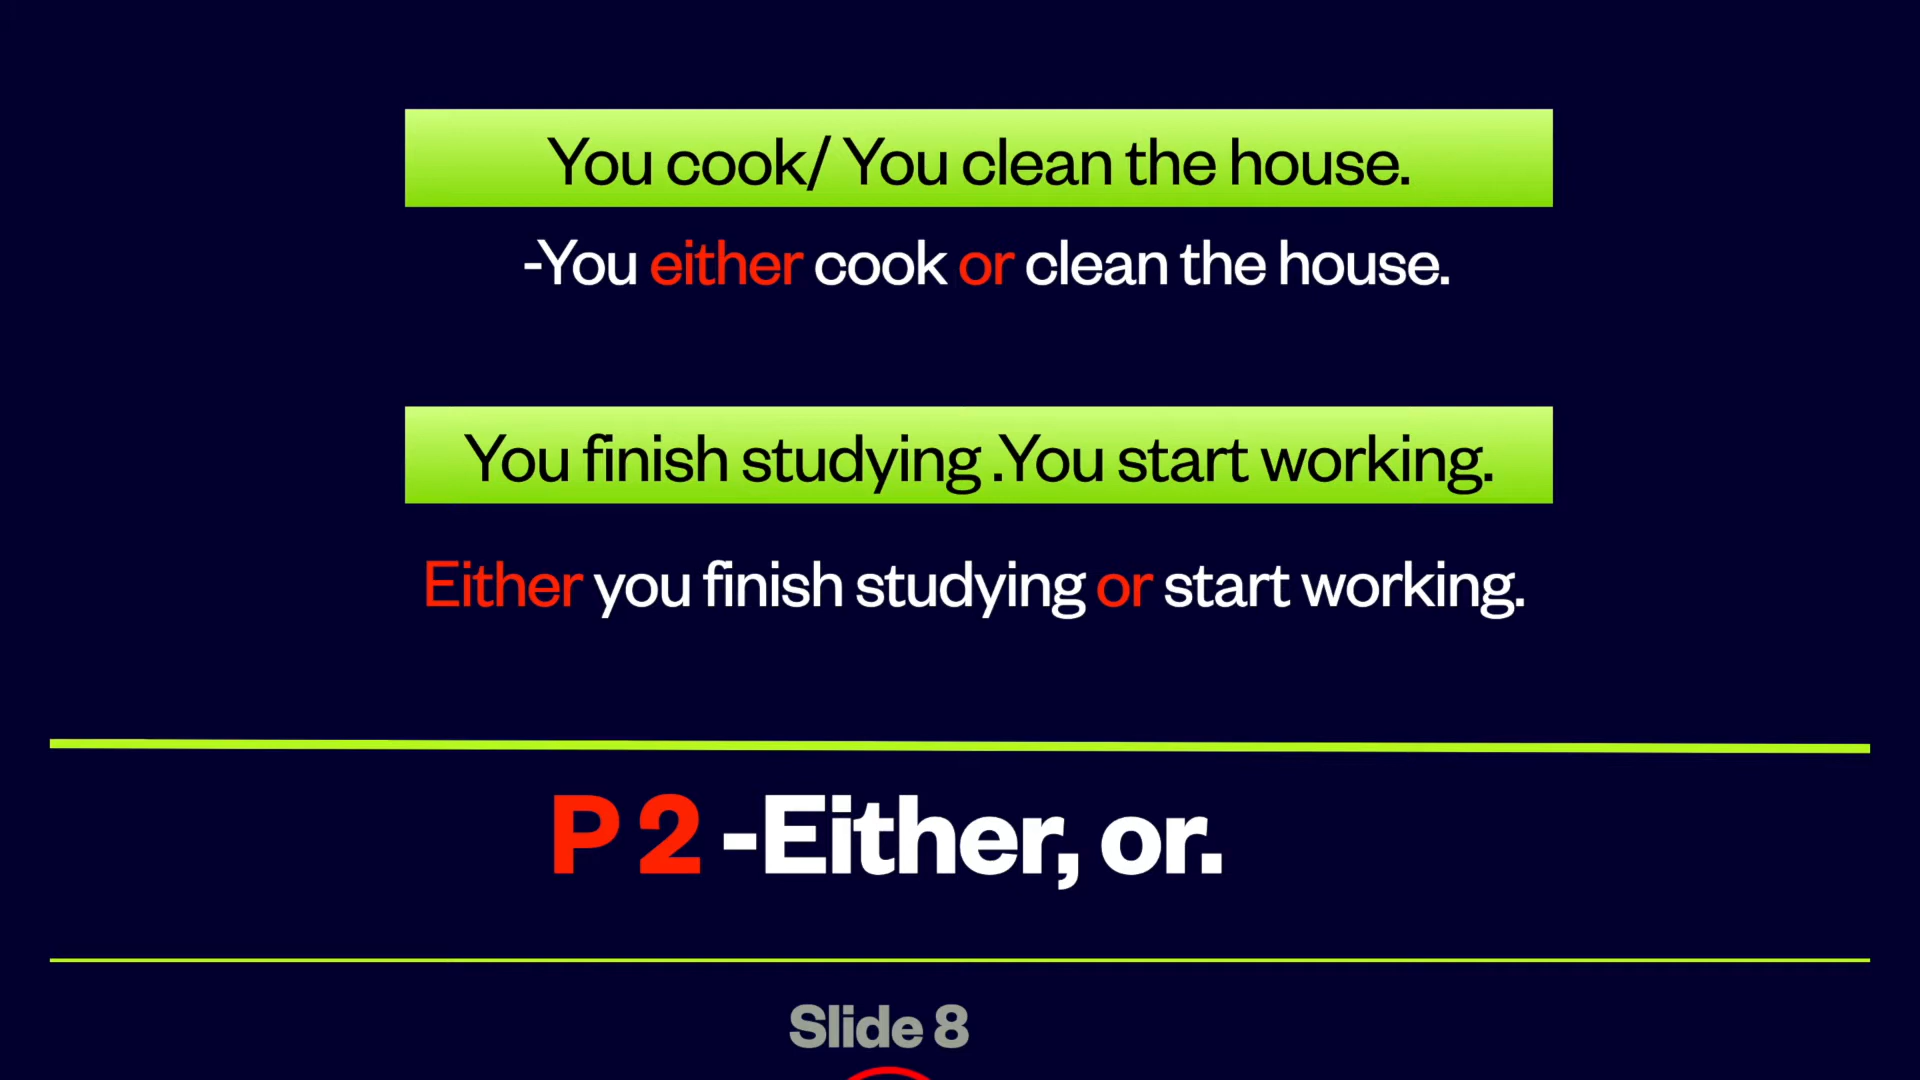 You cook/ You clean the house.
-You either cook or clean the house.
You finish studying .You start working.
Either you finish studying or start working.
P 2 -Either, or.
Slide 8